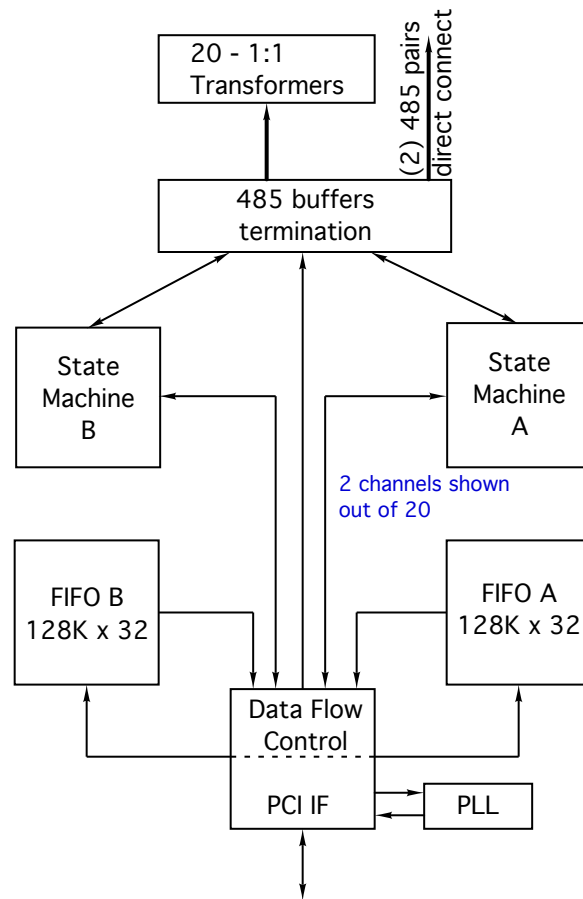 20 - 1:1
Transformers
(2) 485 pairs
direct connect
485 buffers
termination
State
Machine
B
State
Machine
A
2 channels shown
out of 20
FIFO B
128K x 32
FIFO A
128K x 32
Data Flow
Control
PCI IF
PLL